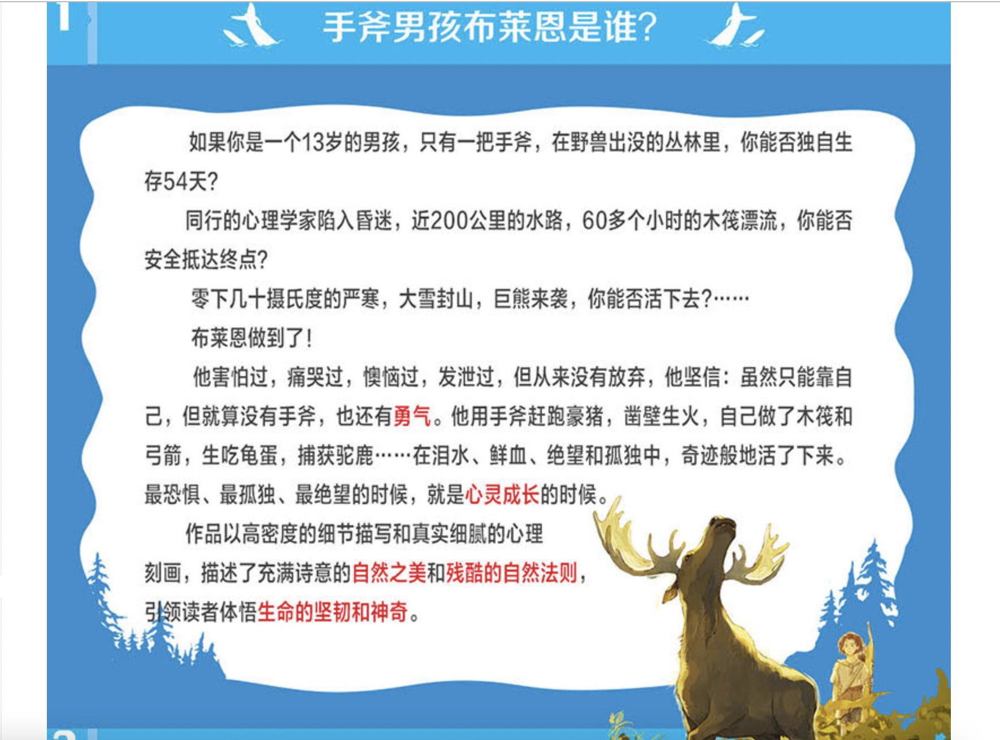 1
手斧男孩布莱恩是谁？
如果你是一个13岁的男孩，只有一把手斧，在野兽出没的丛林里，你能否独自生
存54天？
同行的心理学家陷入昏迷，近200公里的水路，60多个小时的木筏漂流，你能否
安全抵达终点？
零下几十摄氏度的严寒，大雪封山，巨熊来袭，你能否活下去？……
布莱恩做到了！
他害怕过，痛哭过，懊恼过，发泄过，但从来没有放弃，他坚信：虽然只能靠自
己，但就算没有手斧，也还有勇气。他用手斧赶跑豪猪，凿壁生火，自己做了木筏和
弓箭，生吃龟蛋，捕获驼鹿……在泪水、鲜血、绝望和孤独中，奇迹般地活了下来。
最恐惧、最孤独、最绝望的时候，就是心灵成长的时候。
作品以高密度的细节描写和真实细腻的心理
刻画，描述了充满诗意的自然之美和残酷的自然法则，
引领读者体悟生命的坚韧和神奇。